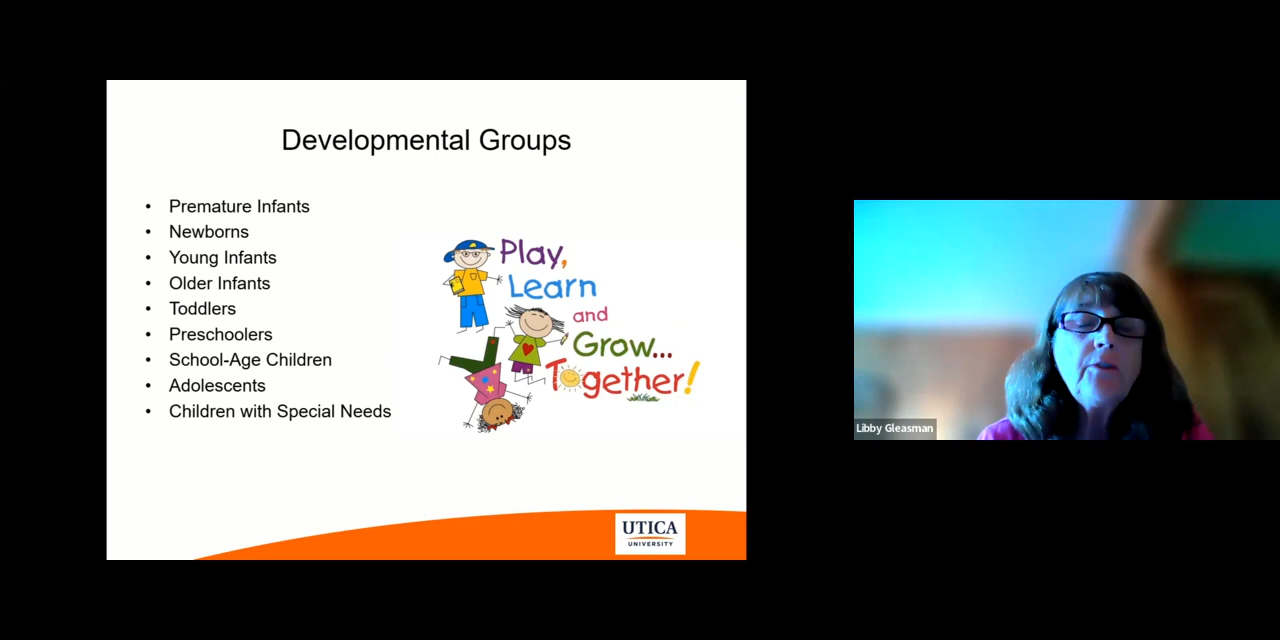 Developmental Groups
• Premature Infants
• Newborns
• Young Infants
• Older Infants
• Toddlers
• Preschoolers
• School-Age Children
• Adolescents
• Children with Special Needs
Play,
Learn
and
Grow...
Together!
UTICA
UNIVERSITY
Libby Gleasman